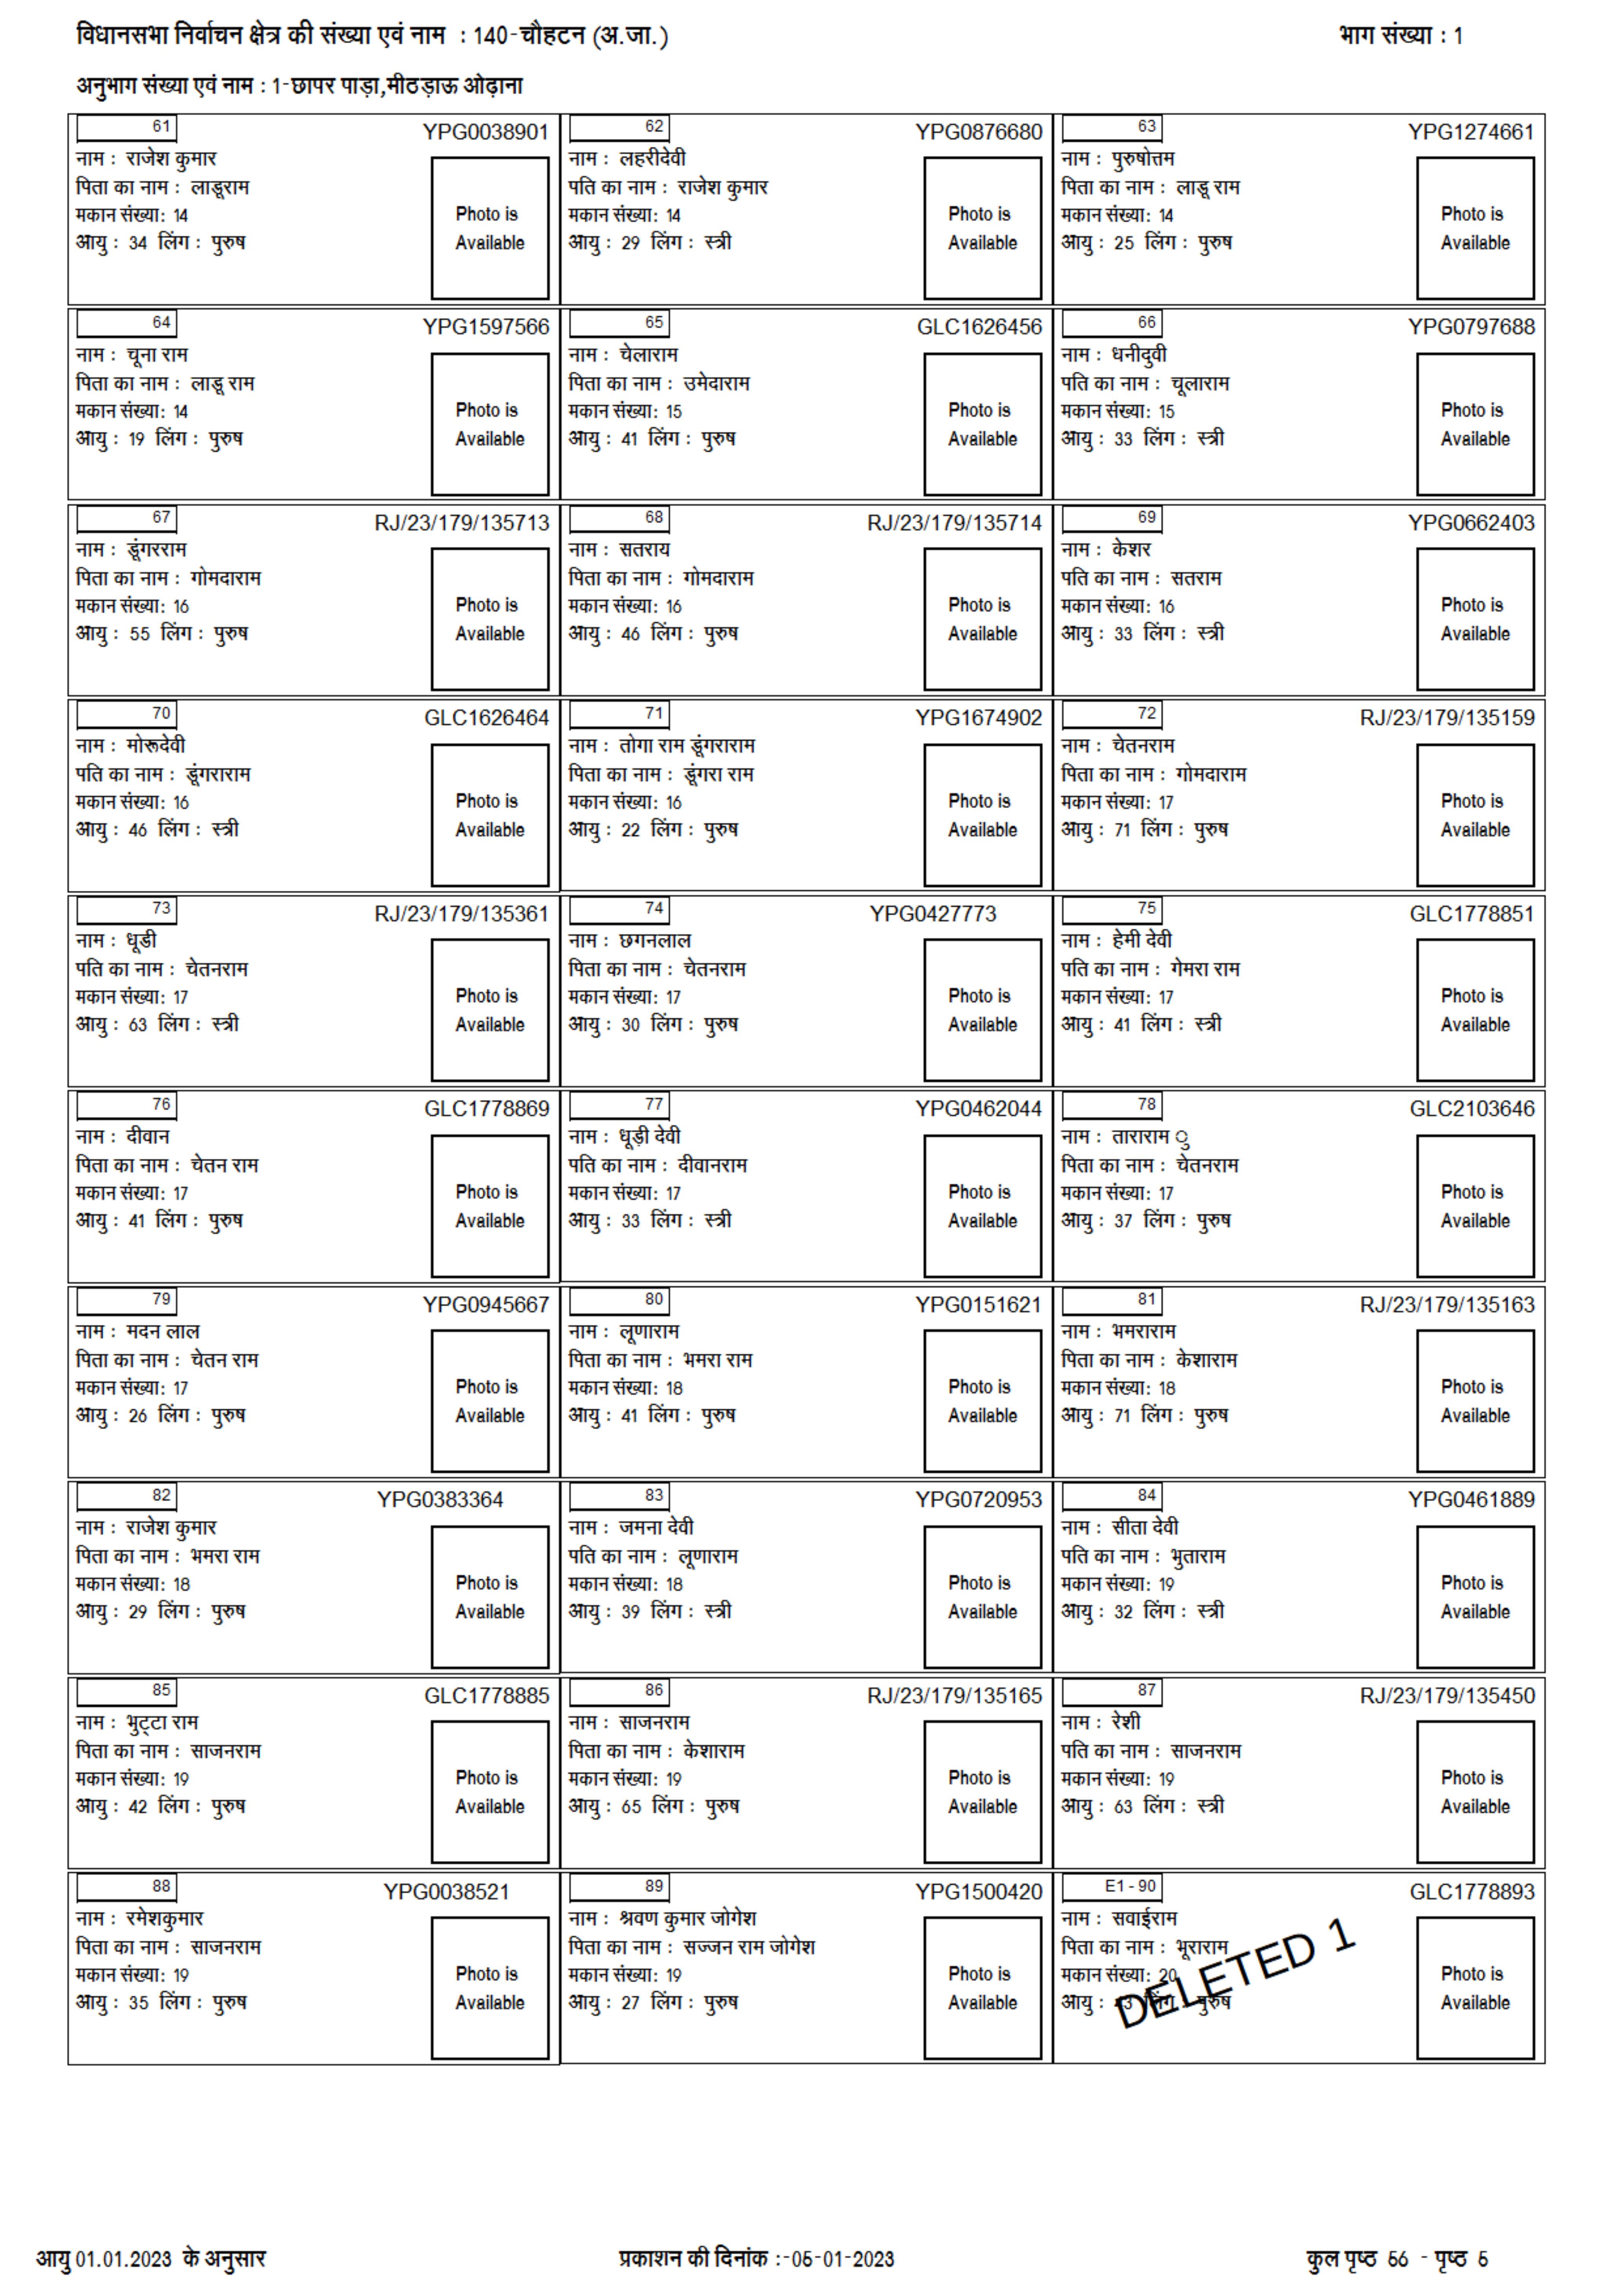 विधानसभा निर्वाचन क्षेत्र की संख्या एवं नाम : 140-चौहटन (अ.जा.)
भाग संख्या : 1
अनुभाग संख्या एवं नाम : 1-छापर पाड़ा,मीठड़ाऊ ओढ़ाना
61 YPG0038901
नाम : राजेश कुमार
पिता का नाम : लाडूराम
मकान संख्या: 14
आयु : 34 लिंग : पुरुष
Photo is
Available
62 YPG0876680
नाम : लहरीदेवी
पति का नाम : राजेश कुमार
मकान संख्या: 14
आयु : 29 लिंग : स्त्री
Photo is
Available
63 YPG1274661
नाम : पुरुषोत्तम
पिता का नाम : लाडू राम
मकान संख्या: 14
आयु : 25 लिंग : पुरुष
Photo is
Available
64 YPG1597566
नाम : चूना राम
पिता का नाम : लाडू राम
मकान संख्या: 14
आयु : 19 लिंग : पुरुष
Photo is
Available
65 GLC1626456
नाम : चेलाराम
पिता का नाम : उमेदाराम
मकान संख्या: 15
आयु : 41 लिंग : पुरुष
Photo is
Available
66 YPG0797688
नाम : धनीदुवी
पति का नाम : चूलाराम
मकान संख्या: 15
आयु : 33 लिंग : स्त्री
Photo is
Available
67 RJ/23/179/135713
नाम : डूंगरराम
पिता का नाम : गोमदाराम
मकान संख्या: 16
आयु : 55 लिंग : पुरुष
Photo is
Available
68 RJ/23/179/135714
नाम : सतराय
पिता का नाम : गोमदाराम
मकान संख्या: 16
आयु : 46 लिंग : पुरुष
Photo is
Available
69 YPG0662403
नाम : केशर
पति का नाम : सतराम
मकान संख्या: 16
आयु : 33 लिंग : स्त्री
Photo is
Available
70 GLC1626464
नाम : मोरूदेवी
पति का नाम : डूंगराराम
मकान संख्या: 16
आयु : 46 लिंग : स्त्री
Photo is
Available
71 YPG1674902
नाम : तोगा राम डूंगराराम
पिता का नाम : डूंगरा राम
मकान संख्या: 16
आयु : 22 लिंग : पुरुष
Photo is
Available
72 RJ/23/179/135159
नाम : चेतनराम
पिता का नाम : गोमदाराम
मकान संख्या: 17
आयु : 71 लिंग : पुरुष
Photo is
Available
73 RJ/23/179/135361
नाम : धूडी
पति का नाम : चेतनराम
मकान संख्या: 17
आयु : 63 लिंग : स्त्री
Photo is
Available
74 YPG0427773
नाम : छगनलाल
पिता का नाम : चेतनराम
मकान संख्या: 17
आयु : 30 लिंग : पुरुष
Photo is
Available
75 GLC1778851
नाम : हेमी देवी
पति का नाम : गेमरा राम
मकान संख्या: 17
आयु : 41 लिंग : स्त्री
Photo is
Available
76 GLC1778869
नाम : दीवान
पिता का नाम : चेतन राम
मकान संख्या: 17
आयु : 41 लिंग : पुरुष
Photo is
Available
77 YPG0462044
नाम : धूड़ी देवी
पति का नाम : दीवानराम
मकान संख्या: 17
आयु : 33 लिंग : स्त्री
Photo is
Available
78 GLC2103646
नाम : ताराराम ु
पिता का नाम : चेतनराम
मकान संख्या: 17
आयु : 37 लिंग : पुरुष
Photo is
Available
79 YPG0945667
नाम : मदन लाल
पिता का नाम : चेतन राम
मकान संख्या: 17
आयु : 26 लिंग : पुरुष
Photo is
Available
80 YPG0151621
नाम : लूणाराम
पिता का नाम : भमरा राम
मकान संख्या: 18
आयु : 41 लिंग : पुरुष
Photo is
Available
81 RJ/23/179/135163
नाम : भमराराम
पिता का नाम : केशाराम
मकान संख्या: 18
आयु : 71 लिंग : पुरुष
Photo is
Available
82 YPG0383364
नाम : राजेश कुमार
पिता का नाम : भमरा राम
मकान संख्या: 18
आयु : 29 लिंग : पुरुष
Photo is
Available
83 YPG0720953
नाम : जमना देवी
पति का नाम : लूणाराम
मकान संख्या: 18
आयु : 39 लिंग : स्त्री
Photo is
Available
84 YPG0461889
नाम : सीता देवी
पति का नाम : भुताराम
मकान संख्या: 19
आयु : 32 लिंग : स्त्री
Photo is
Available
85 GLC1778885
नाम : भुट्टा राम
पिता का नाम : साजनराम
मकान संख्या: 19
आयु : 42 लिंग : पुरुष
Photo is
Available
86 RJ/23/179/135165
नाम : साजनराम
पिता का नाम : केशाराम
मकान संख्या: 19
आयु : 65 लिंग : पुरुष
Photo is
Available
87 RJ/23/179/135450
नाम : रेशी
पति का नाम : साजनराम
मकान संख्या: 19
आयु : 63 लिंग : स्त्री
Photo is
Available
88 YPG0038521
नाम : रमेशकुमार
पिता का नाम : साजनराम
मकान संख्या: 19
आयु : 35 लिंग : पुरुष
Photo is
Available
89 YPG1500420
नाम : श्रवण कुमार जोगेश
पिता का नाम : सज्जन राम जोगेश
मकान संख्या: 19
आयु : 27 लिंग : पुरुष
Photo is
Available
E1 - 90 GLC1778893
नाम : सवाईराम
पिता का नाम : भूराराम
मकान संख्या: 20
आयु : 43 लिंग : पुरुष
DELETED 1
Photo is
Available
आयु 01.01.2023 के अनुसार
प्रकाशन की दिनांक :-05-01-2023
कुल पृष्ठ 56 - पृष्ठ 5